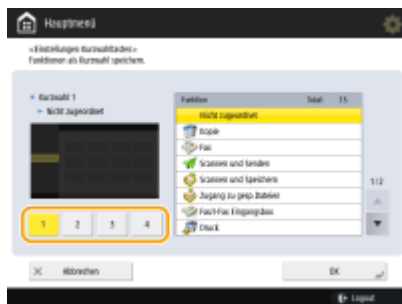 Hauptmenü
<Einstellungen Kurzwahltasten>
Funktionen als Kurzwahl speichern.
Kurzwahl 1
Nicht zugeordnet
1 2 3 4
Funktion Total 15
Nicht zugeordnet
Kopie
Fax
Scannen und Senden
Scannen und Speichern
Zugang zu gesp. Dateien
Fax/I-Fax Eingangsbox
Druck
1/2
Abbrechen
OK
Logout